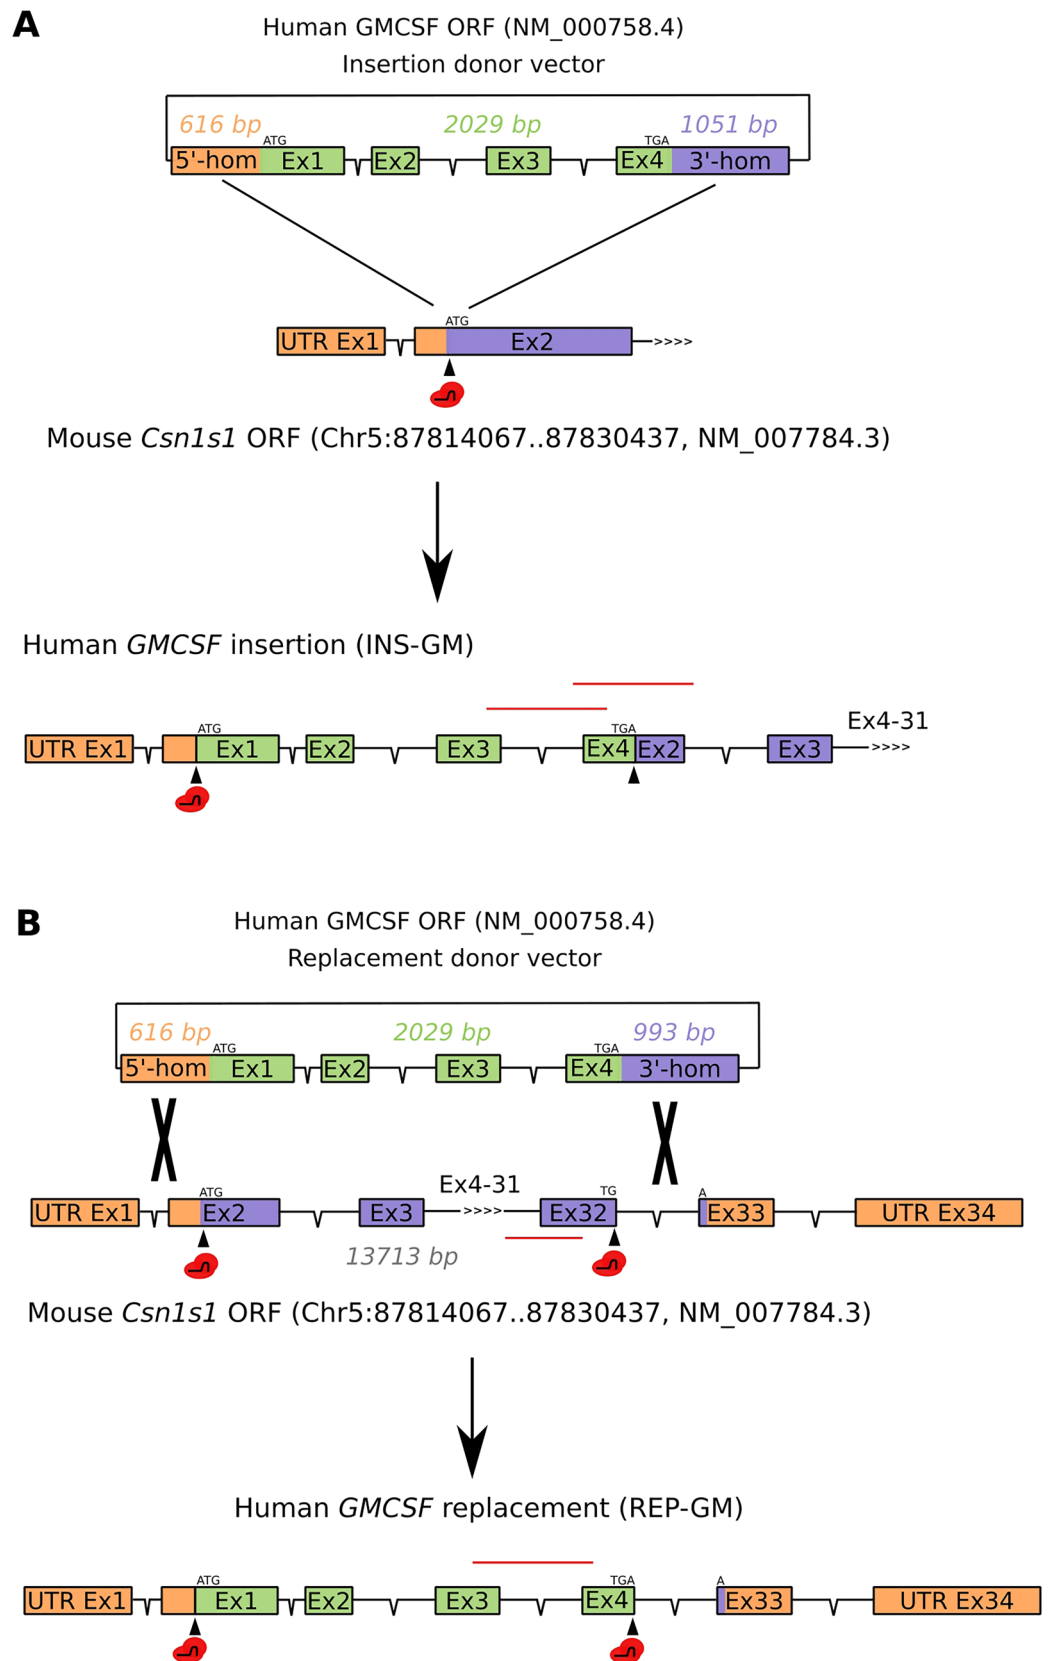 A
Human GMCSF ORF (NM_000758.4)
Insertion donor vector
616 bp 2029 bp 1051 bp
ATG TGA
5'-hom Ex1 Ex2 Ex3 Ex4 3'-hom
ATG
UTR Ex1 Ex2 >>>>
Mouse Csn1s1 ORF (Chr5:87814067..87830437, NM_007784.3)
Human GMCSF insertion (INS-GM)
Ex4-31
ATG TGA
UTR Ex1 Ex1 Ex2 Ex3 Ex4 Ex2 Ex3 >>>>
B
Human GMCSF ORF (NM_000758.4)
Replacement donor vector
616 bp 2029 bp 993 bp
ATG TGA
5'-hom Ex1 Ex2 Ex3 Ex4 3'-hom
Ex4-31
ATG TG A
UTR Ex1 Ex2 Ex3 >>>> Ex32 Ex33 UTR Ex34
13713 bp
Mouse Csn1s1 ORF (Chr5:87814067..87830437, NM_007784.3)
Human GMCSF replacement (REP-GM)
ATG TGA A
UTR Ex1 Ex1 Ex2 Ex3 Ex4 Ex33 UTR Ex34